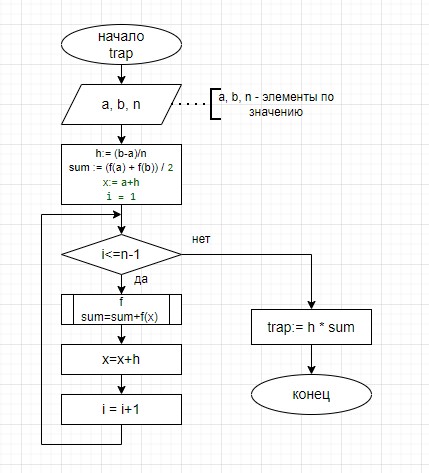 начало
trap
a, b, n
a, b, n - элементы по
значению
h:= (b-a)/n
sum := (f(a) + f(b)) / 2
x:= a+h
i = 1
i<=n-1
нет
да
f
sum=sum+f(x)
x=x+h
i = i+1
trap:= h * sum
конец